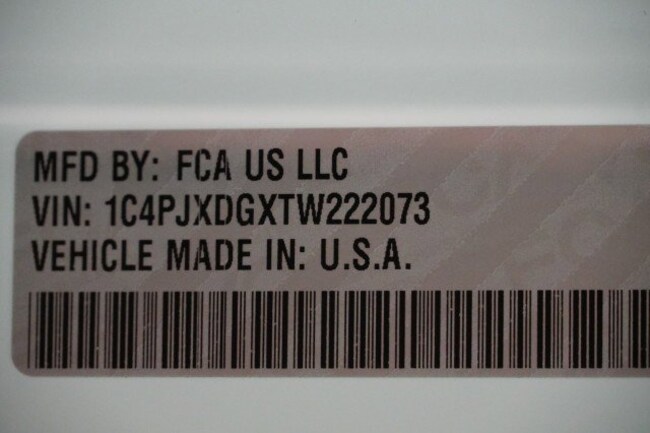 MFD BY: FCA US LLC
VIN: 1C4PJXDGXTW222073
VEHICLE MADE IN: U.S.A.